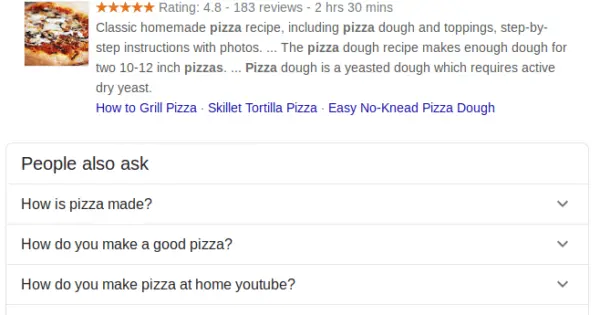 ★★★★★ Rating: 4.8 - 183 reviews - 2 hrs 30 mins
Classic homemade pizza recipe, including pizza dough and toppings, step-by-
step instructions with photos. ... The pizza dough recipe makes enough dough for
two 10-12 inch pizzas. ... Pizza dough is a yeasted dough which requires active
dry yeast.
How to Grill Pizza · Skillet Tortilla Pizza · Easy No-Knead Pizza Dough
People also ask
How is pizza made?
How do you make a good pizza?
How do you make pizza at home youtube?